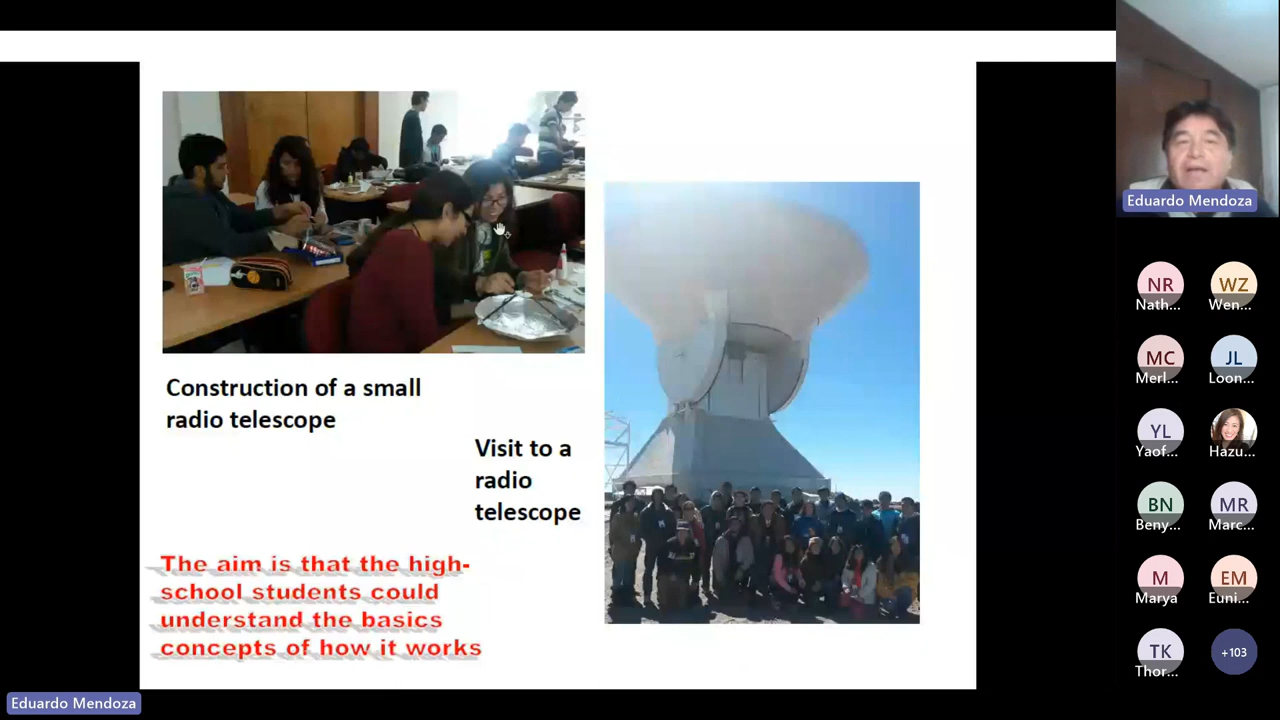 Construction of a small
radio telescope
Visit to a
radio
telescope
The aim is that the high-
school students could
understand the basics
concepts of how it works
Eduardo Mendoza
NR
Nath...
WZ
Wen...
MC
Merl...
JL
Loon...
YL
Yaof...
Hazu...
BN
Beny...
MR
Marc...
M
Marya
EM
Euni...
TK
Thor...
+103
Eduardo Mendoza